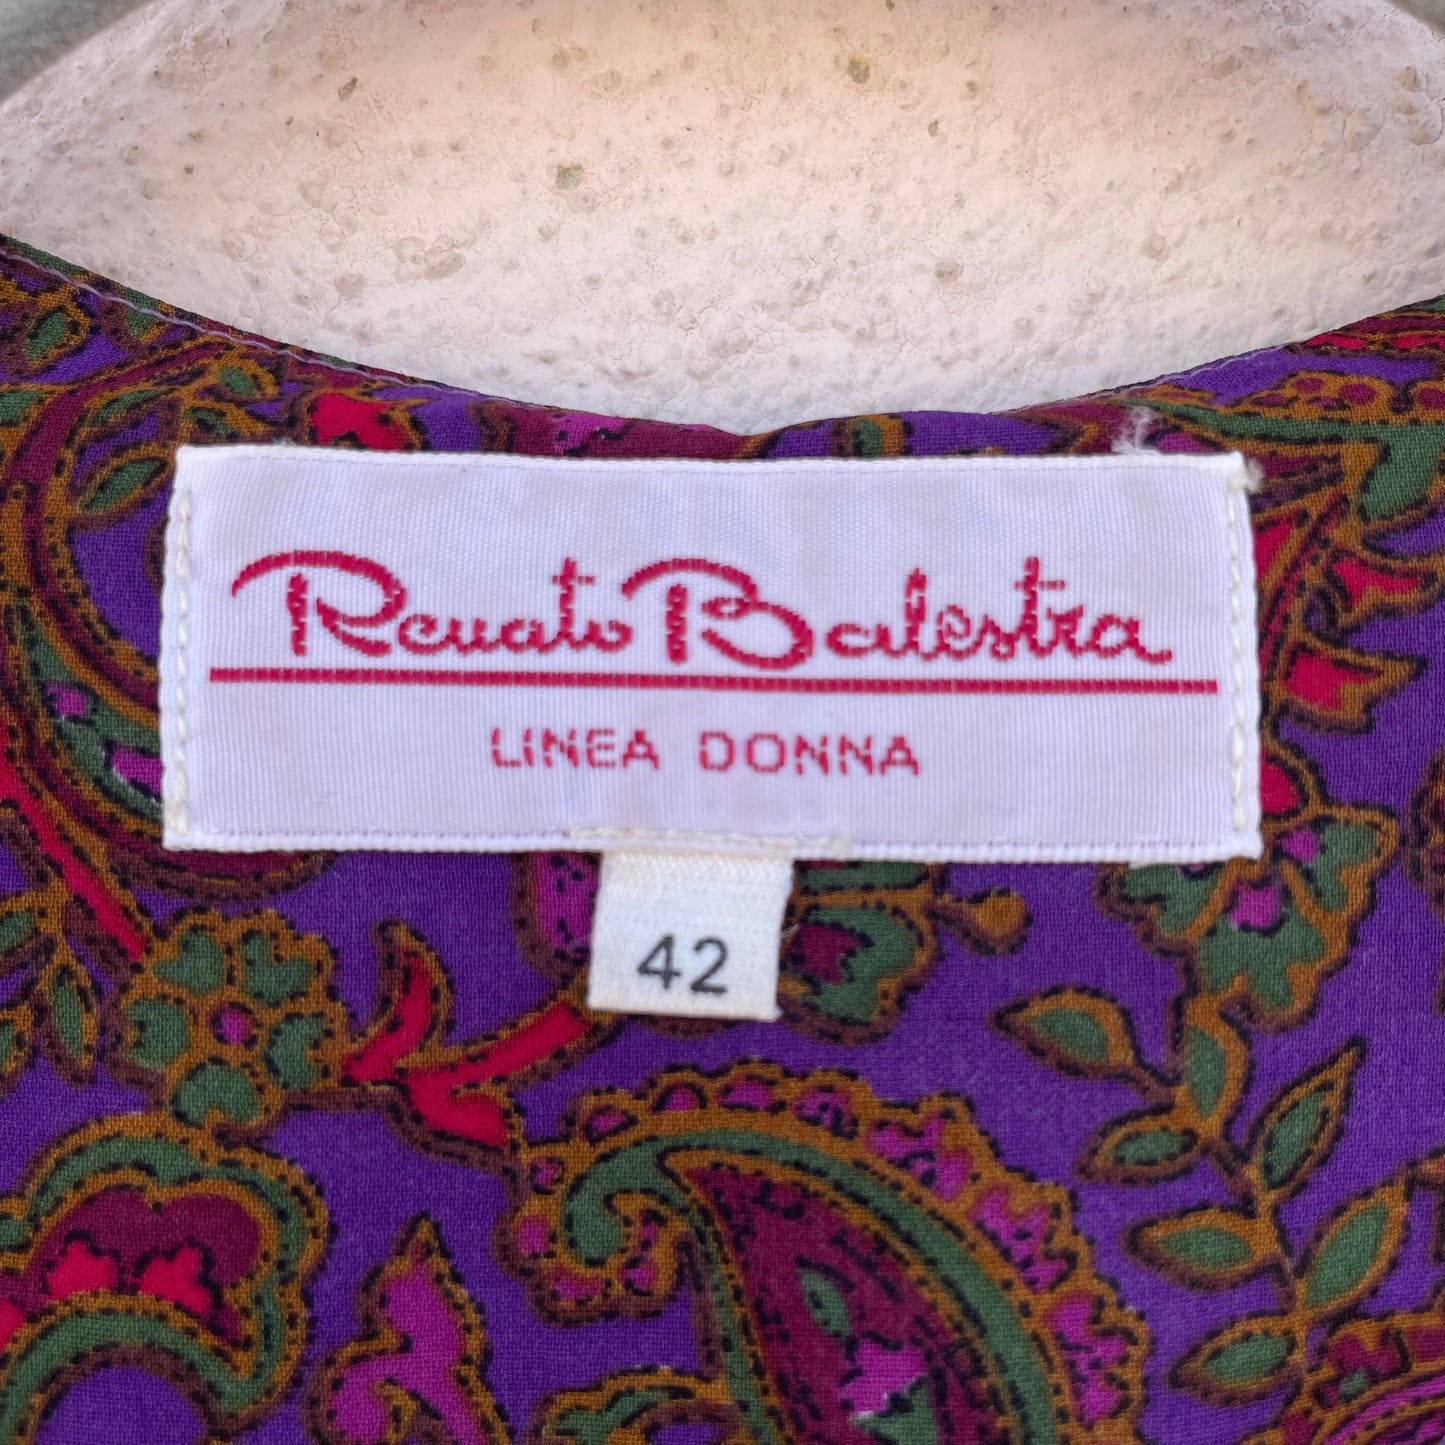 Renato Balestra
LINEA DONNA
42